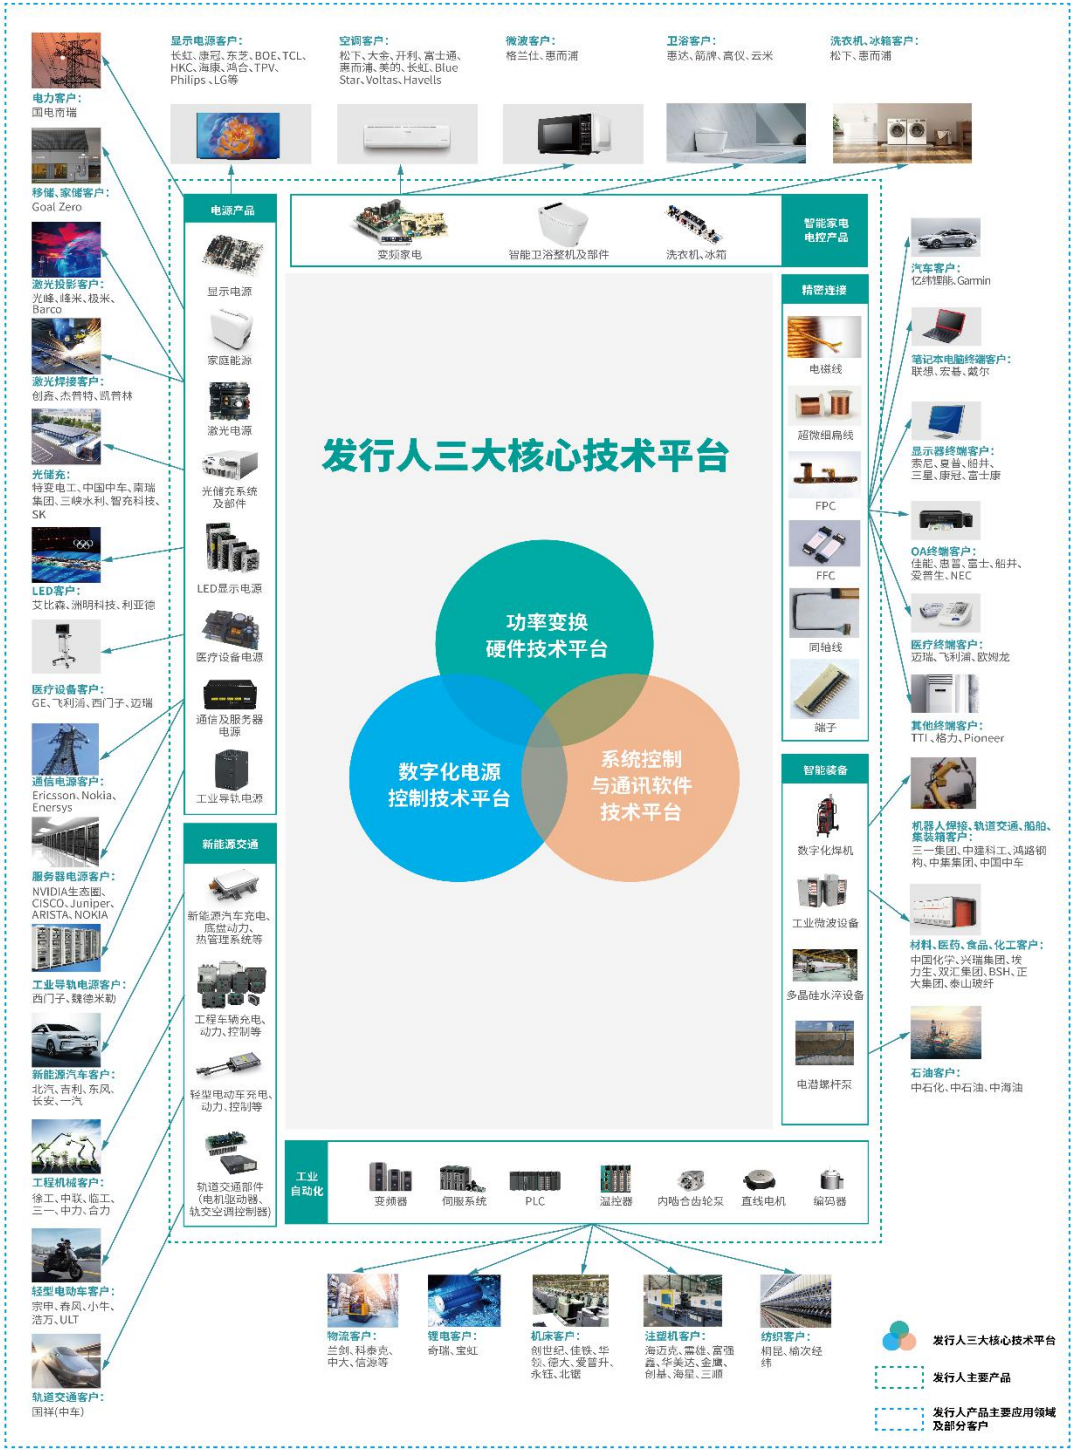 显示电源客户：
长虹、康冠、东芝、BOE、TCL、
HKC、海康、鸿合、TPV、
Philips 、LG等
空调客户：
松下、大金、开利、富士通、
惠而浦、美的、长虹、Blue
Star、Voltas、Havells
微波客户：
格兰仕、惠而浦
卫浴客户：
惠达、箭牌、高仪、云米
洗衣机、冰箱客户：
松下、惠而浦
电力客户：
国电南瑞
移储、家储客户：
Goal Zero
激光投影客户：
光峰、峰米、极米、
Barco
激光焊接客户：
创鑫、杰普特、凯普林
光储充：
特变电工、中国中车、南瑞
集团、三峡水利、智充科技、
SK
LED客户：
艾比森、洲明科技、利亚德
医疗设备客户：
GE、飞利浦、西门子、迈瑞
通信电源客户：
Ericsson、Nokia、
Enersys
服务器电源客户：
NVIDIA生态圈、
CISCO、Juniper、
ARISTA、NOKIA
工业导轨电源客户：
西门子、魏德米勒
新能源汽车客户：
北汽、吉利、东风、
长安、一汽
工程机械客户：
徐工、中联、临工、
三一、中力、合力
轻型电动车客户：
宗申、春风、小牛、
浩万、ULT
轨道交通客户：
国祥(中车)
电源产品
显示电源
家庭能源
激光电源
光储充系统
及部件
LED显示电源
医疗设备电源
通信及服务器
电源
工业导轨电源
新能源交通
新能源汽车充电、
底盘动力、
热管理系统等
工程车辆充电、
动力、控制等
轻型电动车充电、
动力、控制等
轨道交通部件
(电机驱动器、
轨交空调控制器)
变频家电
智能卫浴整机及部件
洗衣机、冰箱
智能家电
电控产品
发行人三大核心技术平台
功率变换
硬件技术平台
数字化电源
控制技术平台
系统控制
与通讯软件
技术平台
精密连接
电磁线
超微细扁线
FPC
FFC
同轴线
端子
智能装备
数字化焊机
工业微波设备
多晶硅水淬设备
电潜螺杆泵
汽车客户：
亿纬锂能、Garmin
笔记本电脑终端客户：
联想、宏碁、戴尔
显示器终端客户：
索尼、夏普、船井、
三星、康冠、富士康
OA终端客户：
佳能、惠普、富士、船井、
爱普生、NEC
医疗终端客户：
迈瑞、飞利浦、欧姆龙
其他终端客户：
TTI 、格力、Pioneer
机器人焊接、轨道交通、船舶、
集装箱客户：
三一集团、中建科工、鸿路钢
构、中集集团、中国中车
材料、医药、食品、化工客户：
中国化学、兴瑞集团、埃
力生、双汇集团、BSH、正
大集团、泰山玻纤
石油客户：
中石化、中石油、中海油
工业
自动化
变频器
伺服系统
PLC
温控器
内啮合齿轮泵
直线电机
编码器
物流客户：
兰剑、科泰克、
中大、信源等
锂电客户：
奇瑞、宝虹
机床客户：
创世纪、佳铁、华
领、德大、爱普升、
永钰、北锯
注塑机客户：
海迈克、震雄、富强
鑫、华美达、金鹰、
创基、海星、三顺
纺织客户：
桐昆、榆次经
纬
发行人三大核心技术平台
发行人主要产品
发行人产品主要应用领域
及部分客户